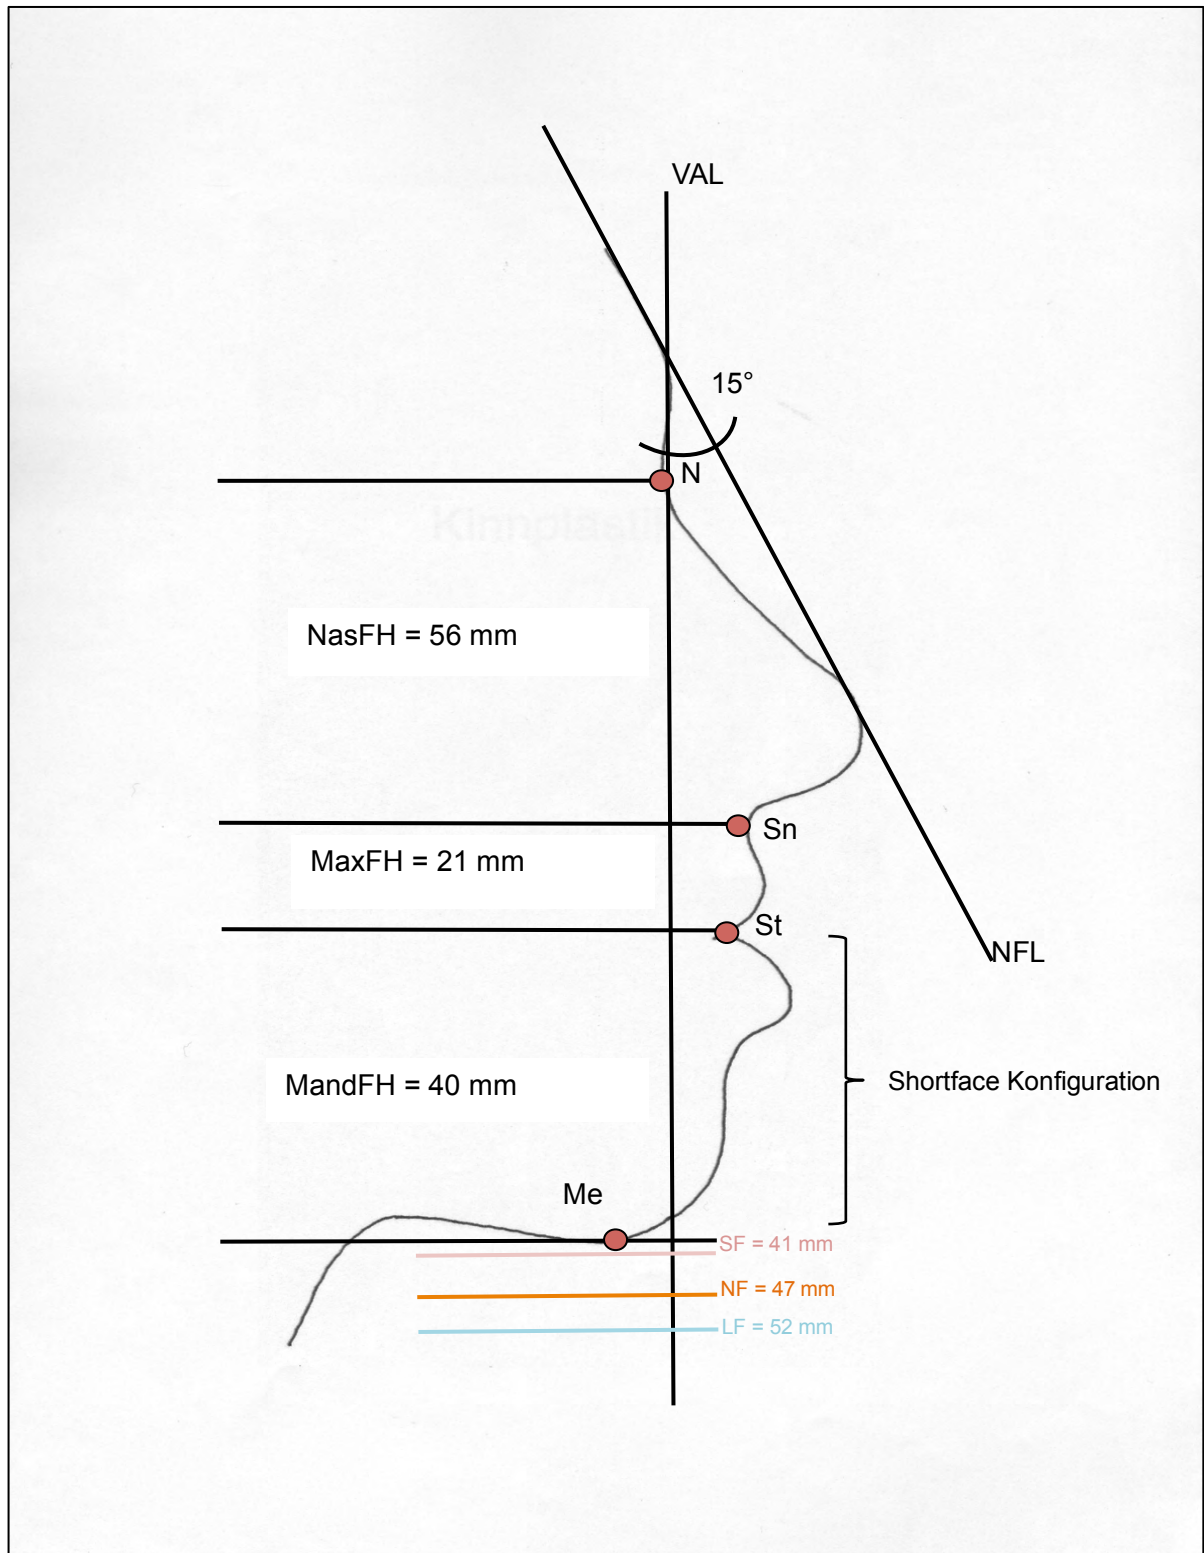 VAL
15°
N
Kinnplastik
NasFH = 56 mm
Sn
MaxFH = 21 mm
St
NFL
MandFH = 40 mm
Shortface Konfiguration
Me
SF = 41 mm
NF = 47 mm
LF = 52 mm